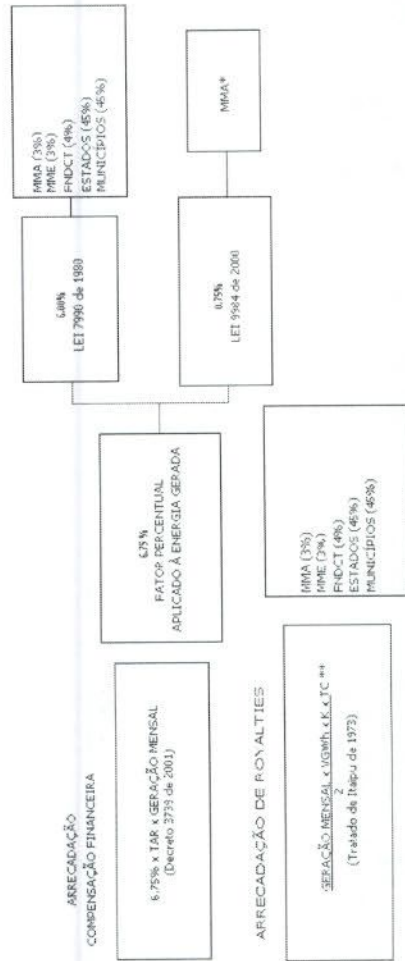 ARRECADAÇÃO
COMPENSAÇÃO FINANCEIRA
6.75% x TAR x GERAÇÃO MENSAL
(Decreto 3739 de 2001)
6.75 %
FATOR PERCENTUAL
APLICADO À ENERGIA GERADA
6.00%
LEI 7990 de 1980
MMA (3%)
MME (3%)
FNDCT (4%)
ESTADOS (45%)
MUNICÍPIOS (45%)
0.75%
LEI 9984 de 2000
MMA*
ARRECADAÇÃO DE ROYALTIES
GERAÇÃO MENSAL x VGWh x K x TC **
2
(Tratado de Itaipu de 1973)
MMA (3%)
MME (3%)
FNDCT (4%)
ESTADOS (45%)
MUNICÍPIOS (45%)